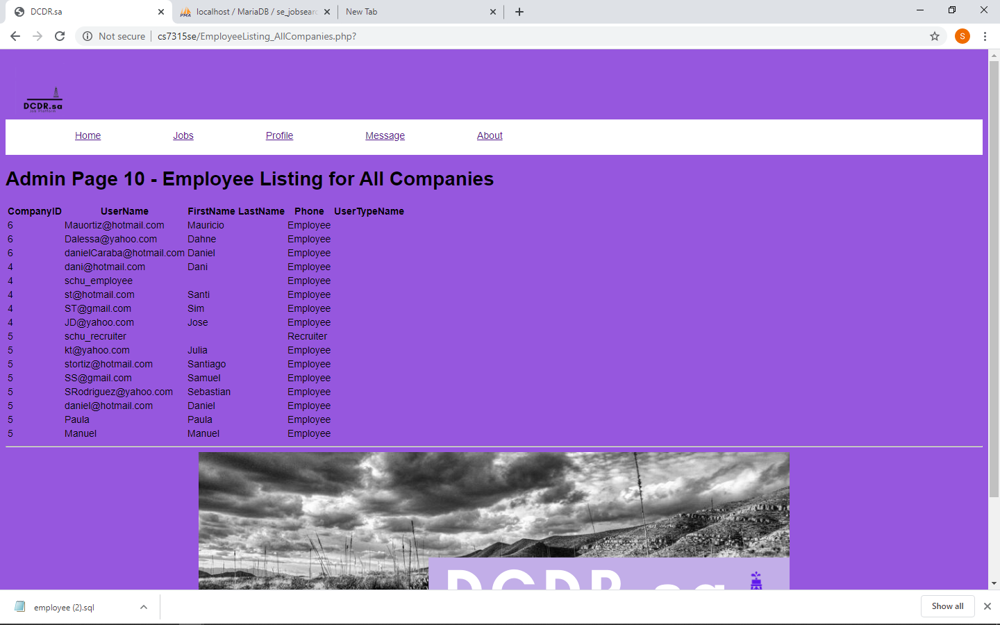 DCDR.sa
localhost / MariaDB / se_jobsearc
New Tab
Not secure
cs7315se/EmployeeListing_AllCompanies.php?
S
DCDR.sa
Job Platform
Home Jobs Profile Message About
Admin Page 10 - Employee Listing for All Companies
CompanyID UserName FirstName LastName Phone UserTypeName
6 Mauortiz@hotmail.com Mauricio Employee
6 Dalessa@yahoo.com Dahne Employee
6 danielCaraba@hotmail.com Daniel Employee
4 dani@hotmail.com Dani Employee
4 schu_employee Employee
4 st@hotmail.com Santi Employee
4 ST@gmail.com Sim Employee
4 JD@yahoo.com Jose Employee
5 schu_recruiter Recruiter
5 kt@yahoo.com Julia Employee
5 stortiz@hotmail.com Santiago Employee
5 SS@gmail.com Samuel Employee
5 SRodriguez@yahoo.com Sebastian Employee
5 daniel@hotmail.com Daniel Employee
5 Paula Paula Employee
5 Manuel Manuel Employee
DCDR.sa
employee (2).sql
Show all